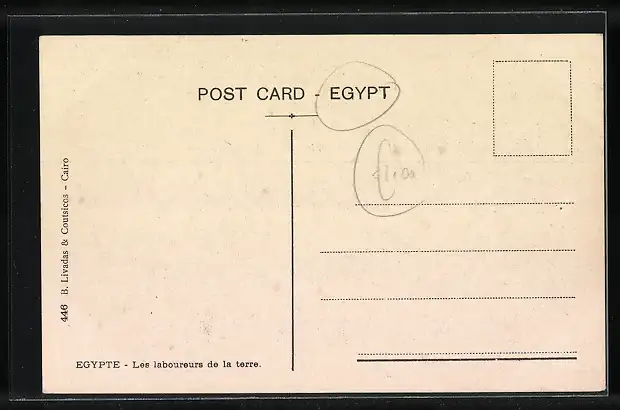 POST CARD - EGYPT
446 B. Livadas & Coutsicos - Cairo
EGYPTE - Les laboureurs de la terre.